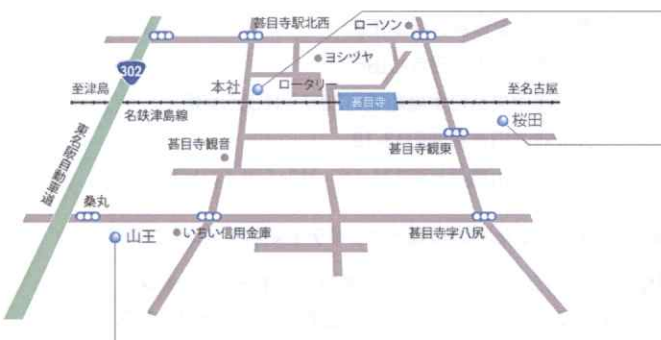 甚目寺駅北西
ローソン
ヨシヅヤ
302
至津島
本社
ロータリー
甚目寺
至名古屋
名鉄津島線
桜田
東名阪自動車道
甚目寺観音
甚目寺観東
桑丸
山王
いちい信用金庫
甚目寺字八尻